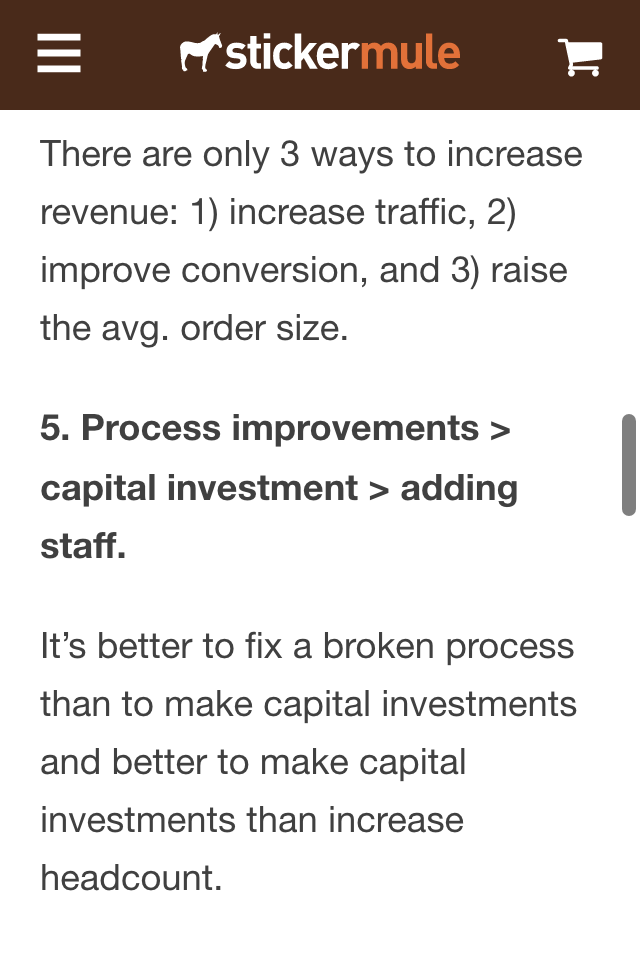 stickermule
There are only 3 ways to increase
revenue: 1) increase traffic, 2)
improve conversion, and 3) raise
the avg. order size.
5. Process improvements >
capital investment > adding
staff.
It’s better to fix a broken process
than to make capital investments
and better to make capital
investments than increase
headcount.